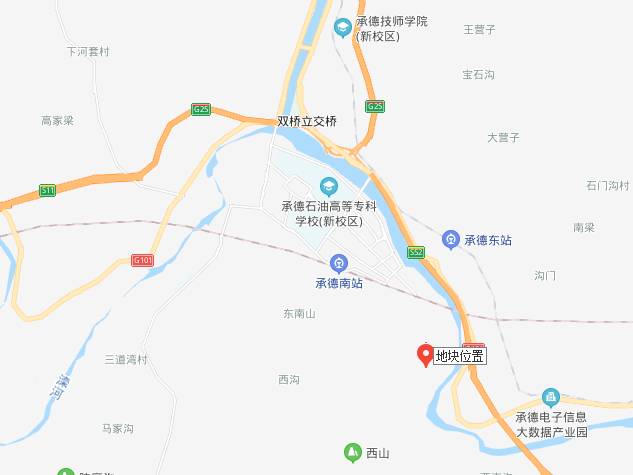 承德技师学院
(新校区)
王营子
下河套村
宝石沟
G25
G25
高家梁
双桥立交桥
大营子
S11
承德石油高等专科
学校(新校区)
石门沟村
南梁
承德东站
S52
G101
承德南站
沟门
东南山
地块位置
三道湾村
西沟
滦河
承德电子信息
大数据产业园
马家沟
西山